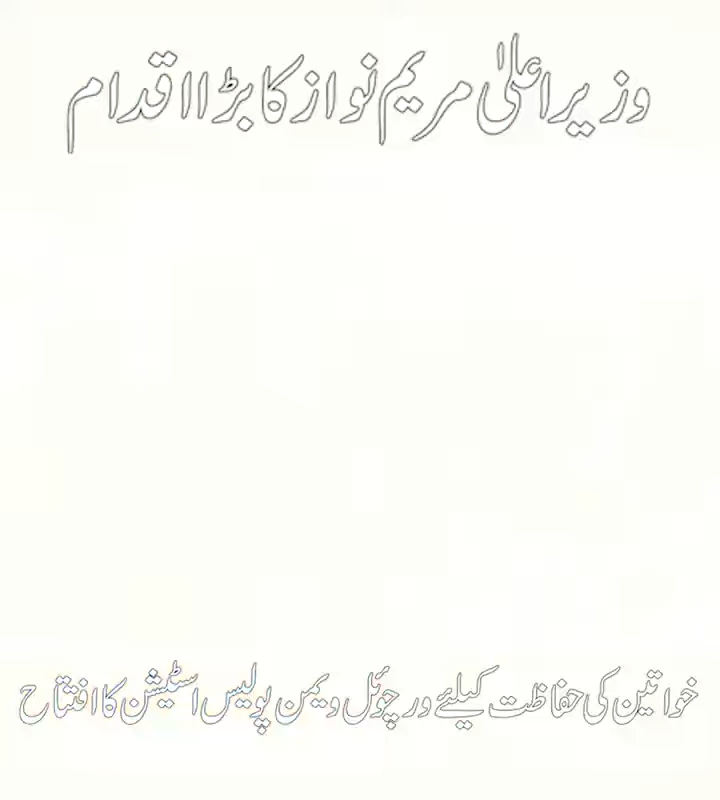 وزیراعلیٰ مریم نواز کا بڑا اقدام
خواتین کی حفاظت کیلئے ورچوئل ویمن پولیس اسٹیشن کا افتتاح